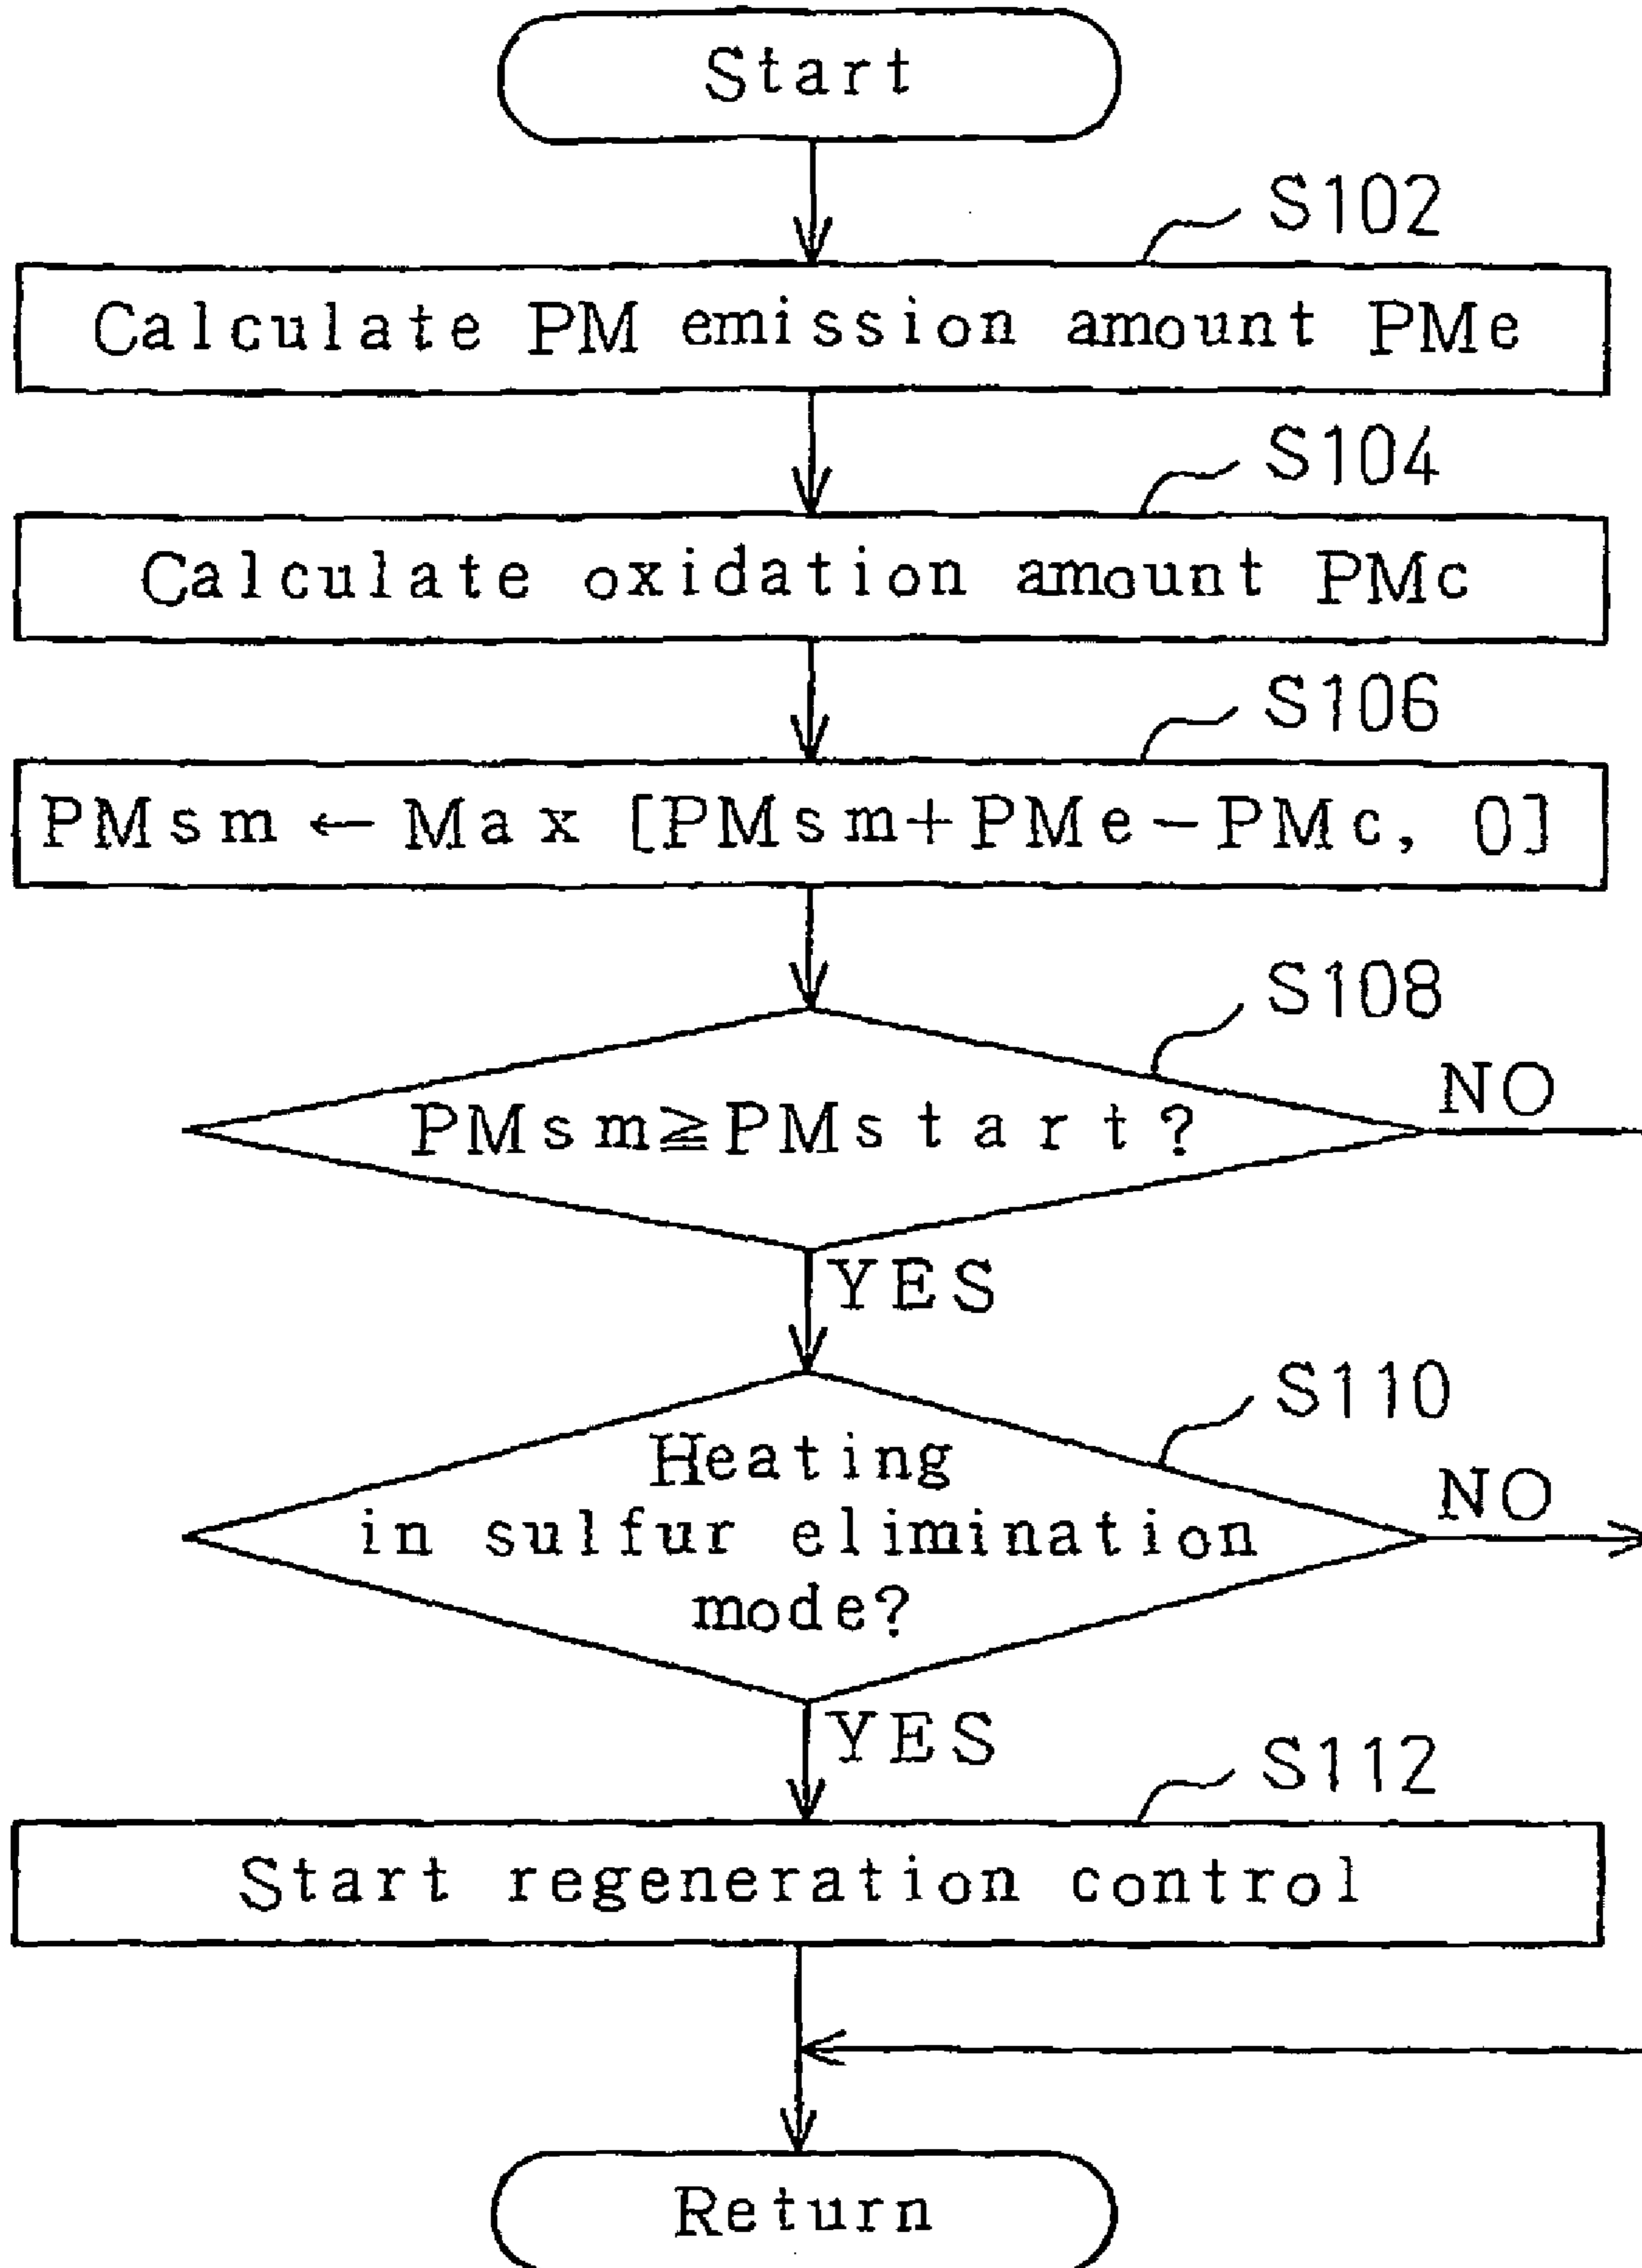 Start
S102
Calculate PM emission amount PMe
S104
Calculate oxidation amount PMc
S106
PMsm ← Max [PMsm+PMe−PMc, 0]
S108
PMsm≧PMstart?
NO
YES
S110
Heating
in sulfur elimination
mode?
NO
YES
S112
Start regeneration control
Return